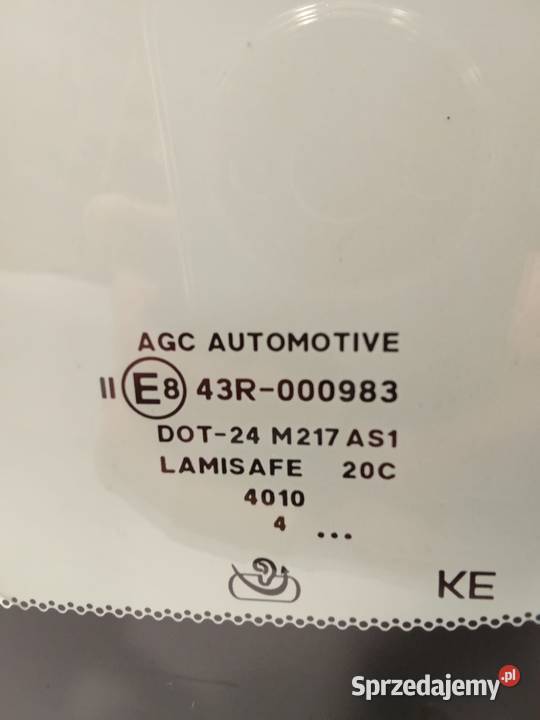 AGC AUTOMOTIVE
II E8 43R-000983
DOT-24 M217 AS1
LAMISAFE 20C
4010
4 ...
KE
Sprzedajemy.pl